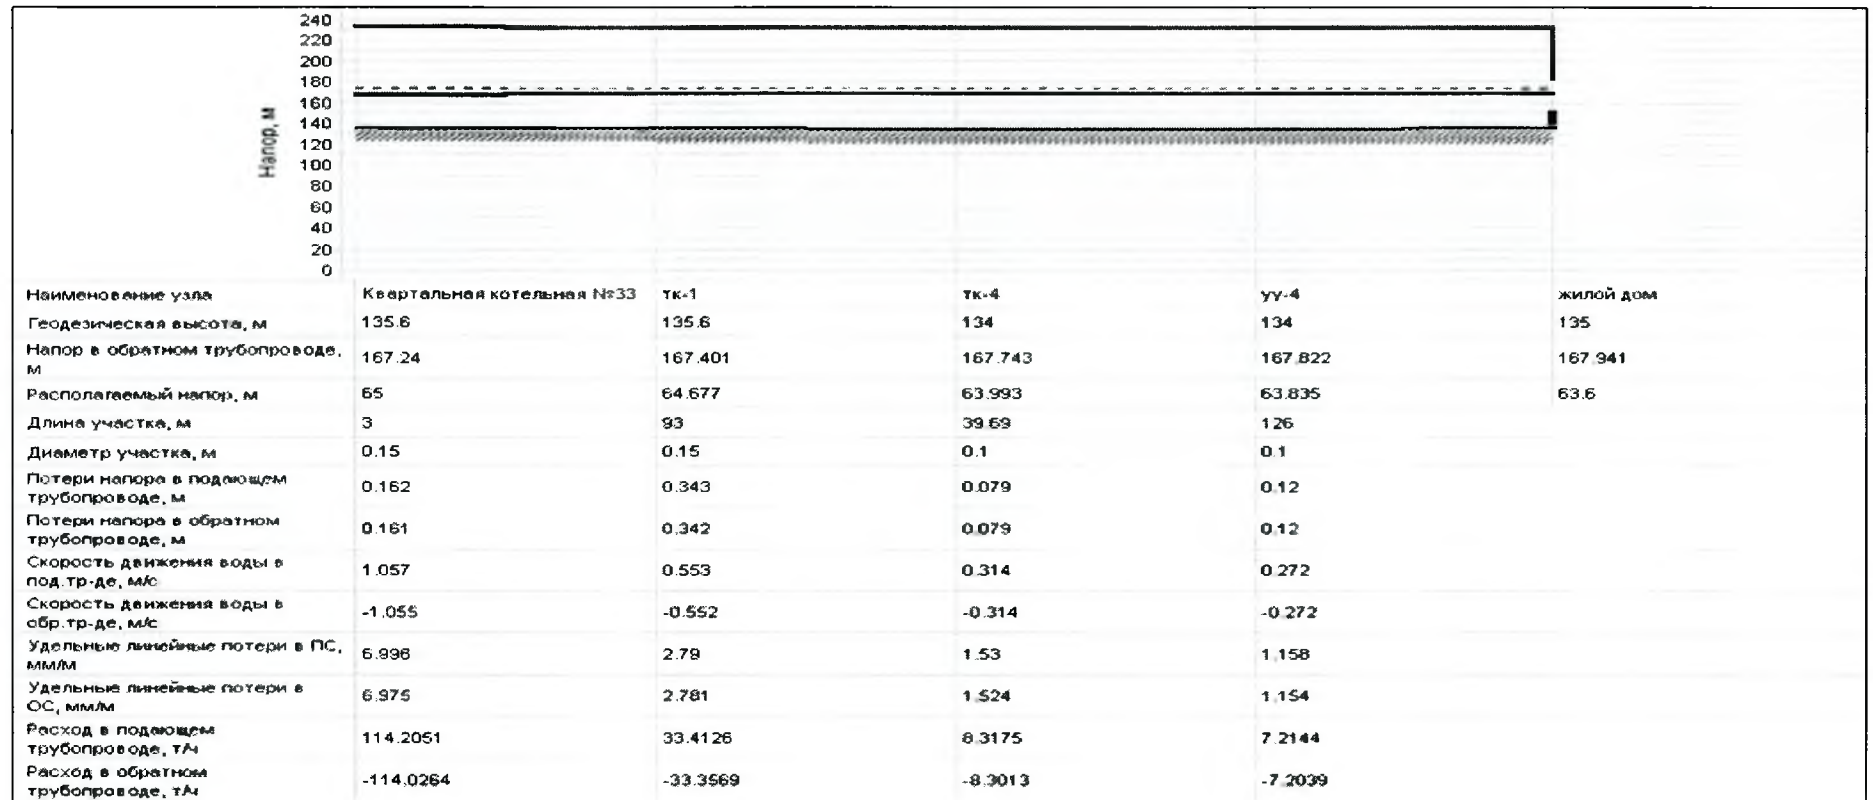 240
220
200
180
160
140
120
100
80
60
40
20
0
Напор, м
Наименование узла Квартальная котельная №33 тк-1 тк-4 уу-4 жилой дом
Геодезическая высота, м 135.6 135.6 134 134 135
Напор в обратном трубопроводе,
м 167.24 167.401 167.743 167.822 167.941
Располагаемый напор, м 65 64.677 63.993 63.835 63.6
Длина участка, м 3 93 39.69 126
Диаметр участка, м 0.15 0.15 0.1 0.1
Потери напора в подающем
трубопроводе, м 0.162 0.343 0.079 0.12
Потери напора в обратном
трубопроводе, м 0.161 0.342 0.079 0.12
Скорость движения воды в
под.тр-де, м/с 1.057 0.553 0.314 0.272
Скорость движения воды в
обр.тр-де, м/с -1.055 -0.552 -0.314 -0.272
Удельные линейные потери в ПС,
мм/м 6.996 2.79 1.53 1.158
Удельные линейные потери в
ОС, мм/м 6.975 2.781 1.524 1.154
Расход в подающем
трубопроводе, т/ч 114.2051 33.4126 8.3175 7.2144
Расход в обратном
трубопроводе, т/ч -114.0264 -33.3569 -8.3013 -7.2039